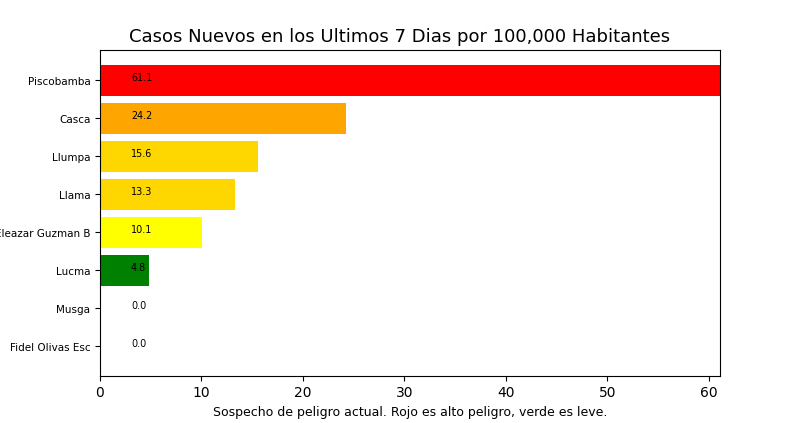 Casos Nuevos en los Ultimos 7 Dias por 100,000 Habitantes
Piscobamba 61.1
Casca 24.2
Llumpa 15.6
Llama 13.3
Guzman B 10.1
Lucma 4.8
Musga 0.0
Fidel Olivas Esc 0.0
0 10 20 30 40 50 60
Sospecho de peligro actual. Rojo es alto peligro, verde es leve.